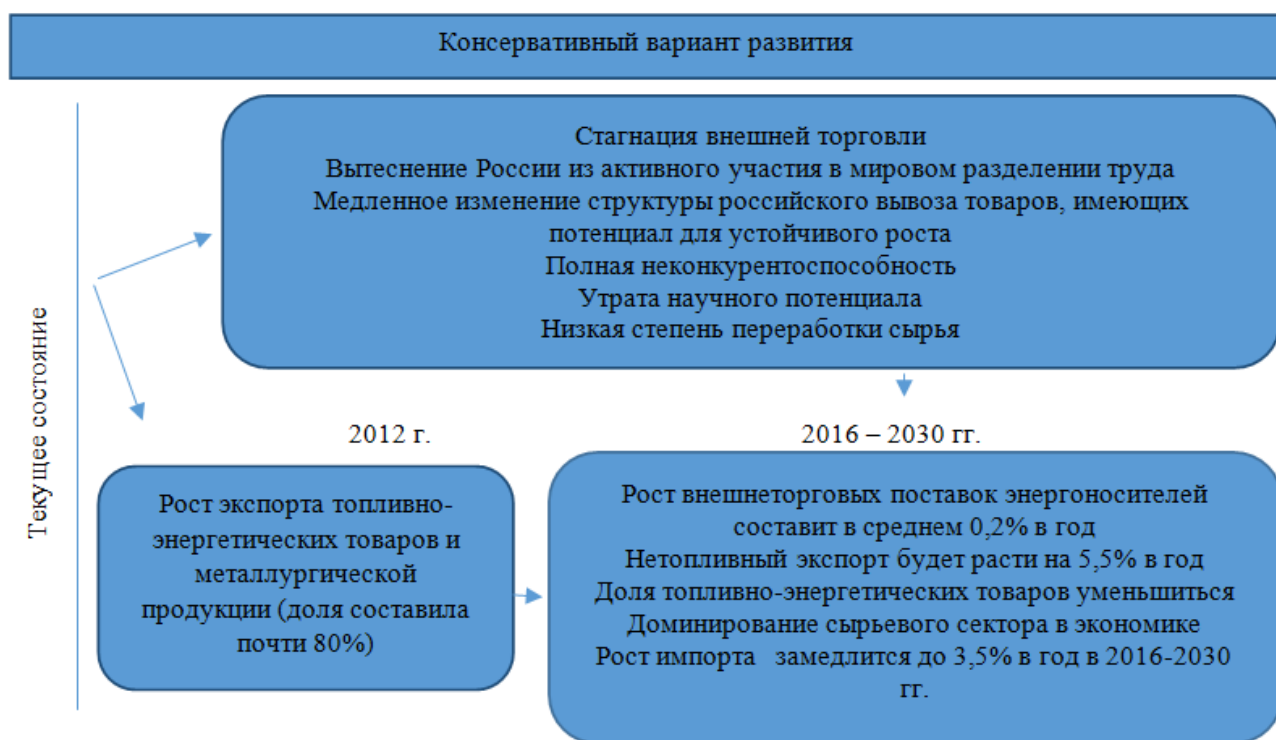 Консервативный вариант развития
Текущее состояние
Стагнация внешней торговли
Вытеснение России из активного участия в мировом разделении труда
Медленное изменение структуры российского вывоза товаров, имеющих
потенциал для устойчивого роста
Полная неконкурентоспособность
Утрата научного потенциала
Низкая степень переработки сырья
2012 г.
Рост экспорта топливно-
энергетических товаров и
металлургической
продукции (доля составила
почти 80%)
2016 – 2030 гг.
Рост внешнеторговых поставок энергоносителей
составит в среднем 0,2% в год
Нетопливный экспорт будет расти на 5,5% в год
Доля топливно-энергетических товаров уменьшиться
Доминирование сырьевого сектора в экономике
Рост импорта замедлится до 3,5% в год в 2016-2030
гг.